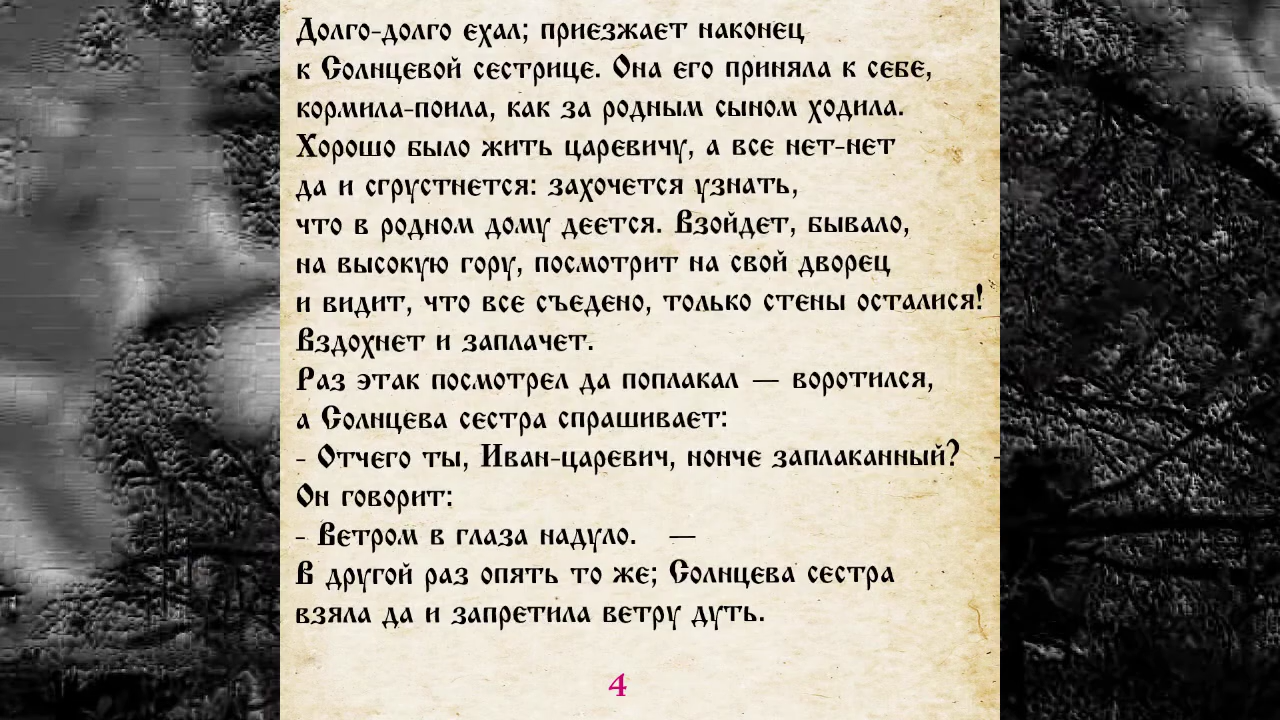 Долго-долго ехал; приезжает наконец
к Солнцевой сестрице. Она его приняла к себе,
кормила-поила, как за родным сыном ходила.
Хорошо было жить царевичу, а все нет-нет
да и сгрустнется: захочется узнать,
что в родном дому деется. Взойдет, бывало,
на высокую гору, посмотрит на свой дворец
и видит, что все съедено, только стены осталися!
Вздохнет и заплачет.
Раз этак посмотрел да поплакал — воротился,
а Солнцева сестра спрашивает:
- Отчего ты, Иван-царевич, нонче заплаканный? -
Он говорит:
- Ветром в глаза надуло. —
В другой раз опять то же; Солнцева сестра
взяла да и запретила ветру дуть.
4